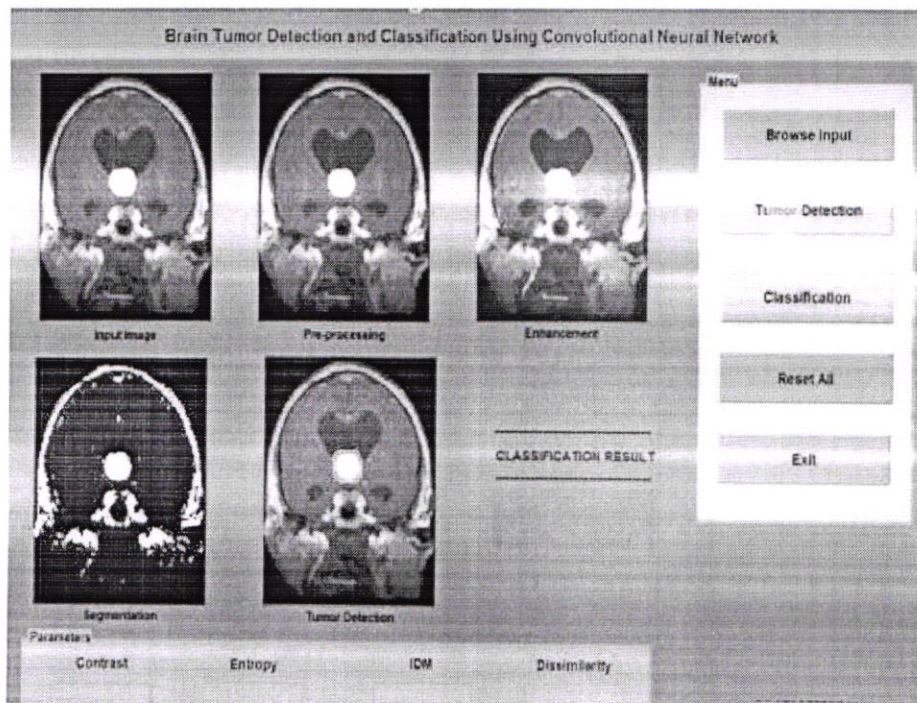 Brain Tumor Detection and Classification Using Convolutional Neural Network
Menu
Browse Input
Tumor Detection
Classification
Reset All
Exit
Input Image
Pre-processing
Enhancement
CLASSIFICATION RESULT
Segmentation
Tumor Detection
Parameters
Contrast
Entropy
IDM
Dissimilarity